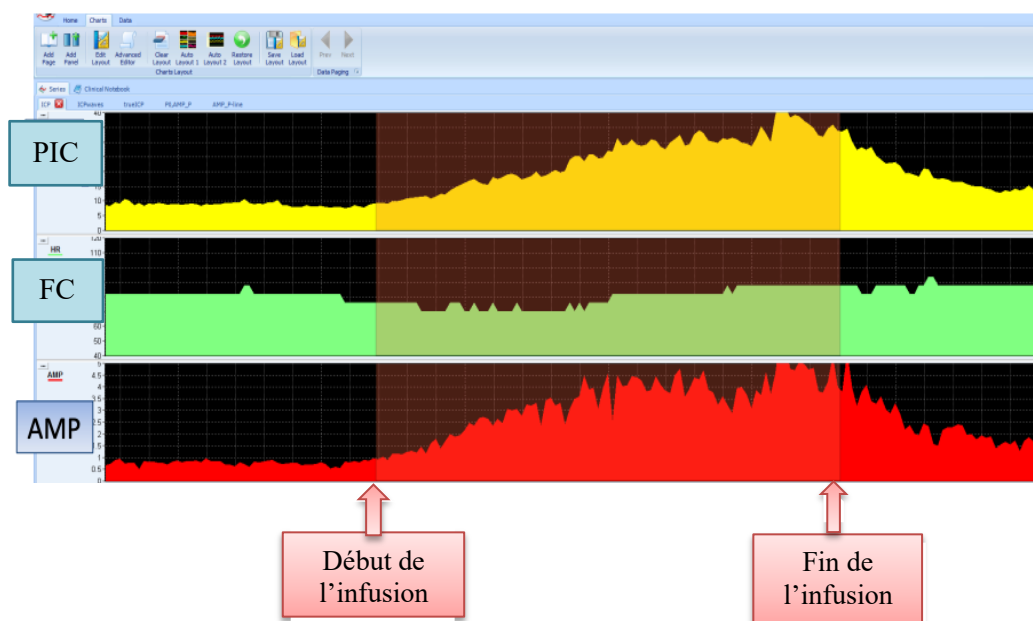 Home Charts Data
Add Page
Add Panel
Edit Layout
Advanced Editor
Clear Layout
Auto Layout 1
Auto Layout 2
Restore Layout
Save Layout
Load Layout
Prev
Next
Charts Layout
Data Paging
Series Clinical Notebook
ICP ICPwaves trueICP AMP_P-line
40
PIC
10
5
0
120
HR
110
FC
60
50
40
5
AMP
4.5
4
3.5
3
AMP
1.5
1
0.5
0
Début de
l’infusion
Fin de
l’infusion